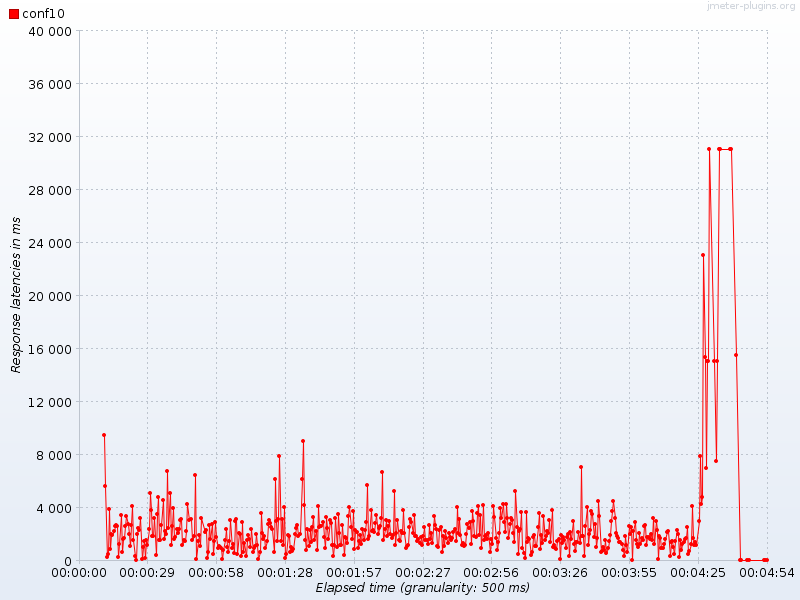 jmeter-plugins.org
conf10
40 000
36 000
32 000
28 000
24 000
20 000
16 000
12 000
8 000
4 000
0
Response latencies in ms
00:00:00 00:00:29 00:00:58 00:01:28 00:01:57 00:02:27 00:02:56 00:03:26 00:03:55 00:04:25 00:04:54
Elapsed time (granularity: 500 ms)